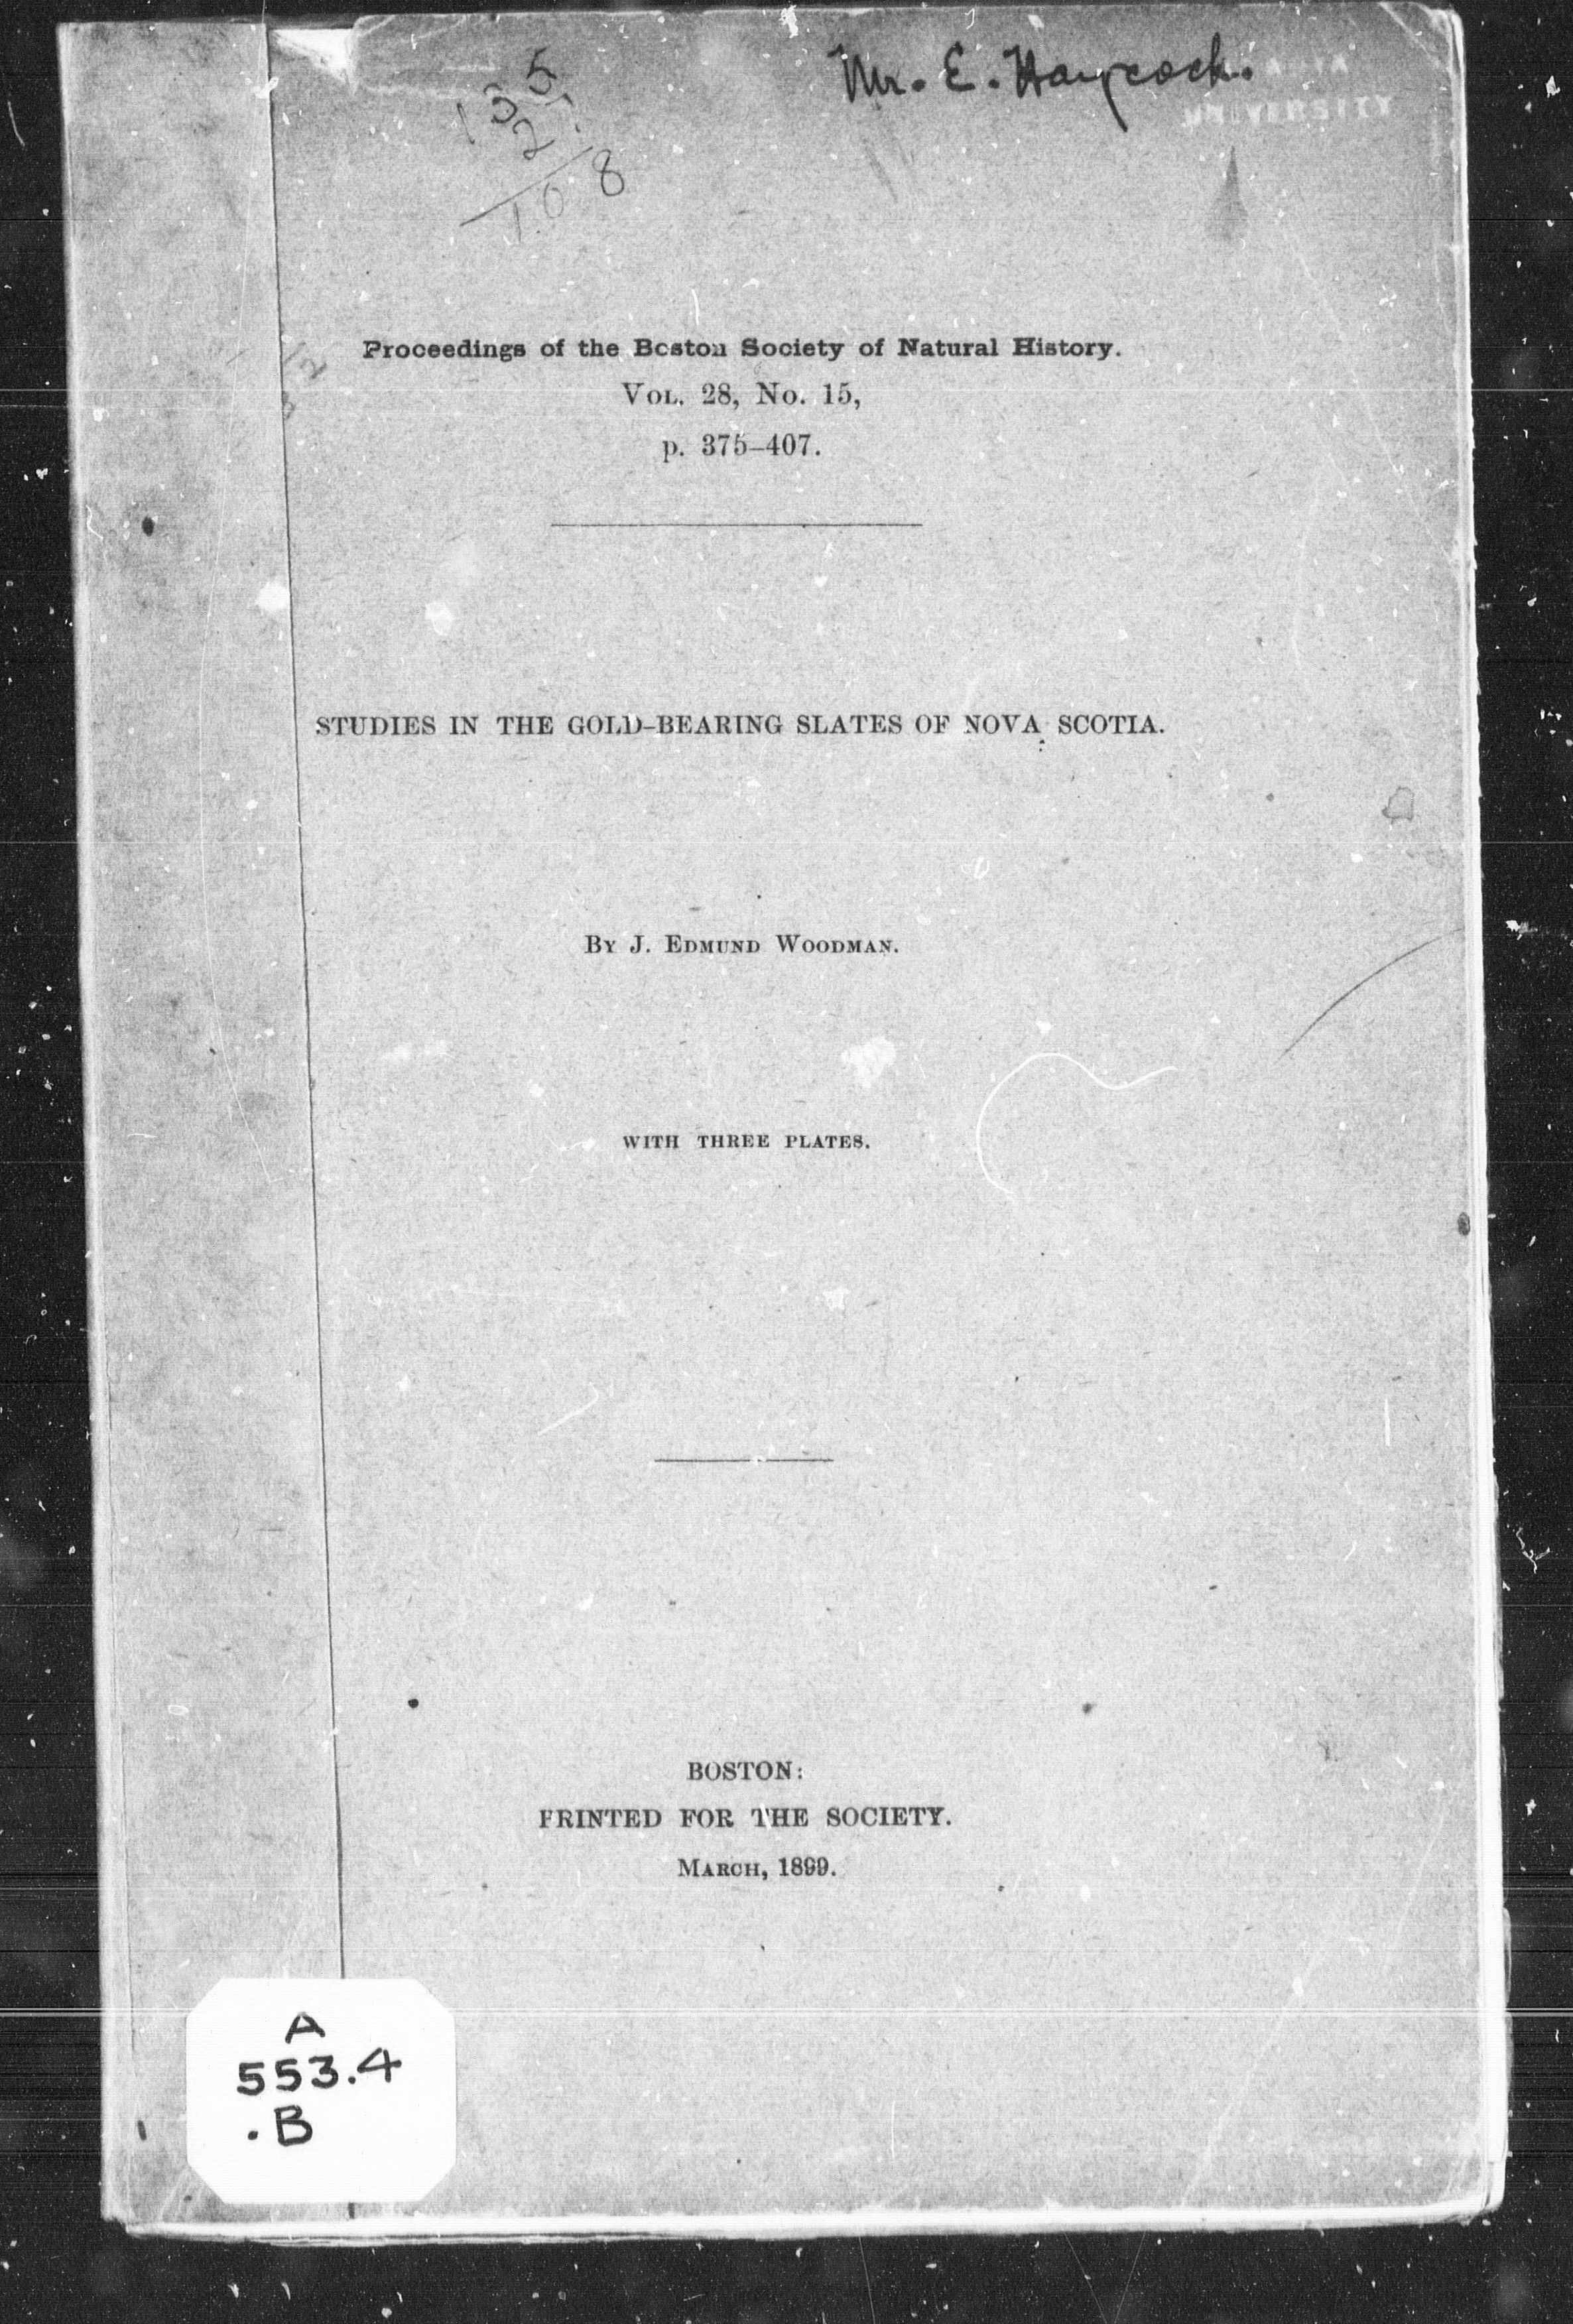 Mr. E. Haycock.
UNIVERSITY
135.
2
108
Proceedings of the Boston Society of Natural History.
VOL. 28, No. 15,
p. 375–407.
STUDIES IN THE GOLD-BEARING SLATES OF NOVA SCOTIA.
BY J. EDMUND WOODMAN.
WITH THREE PLATES.
BOSTON:
PRINTED FOR THE SOCIETY.
MARCH, 1899.
A
553.4
.B